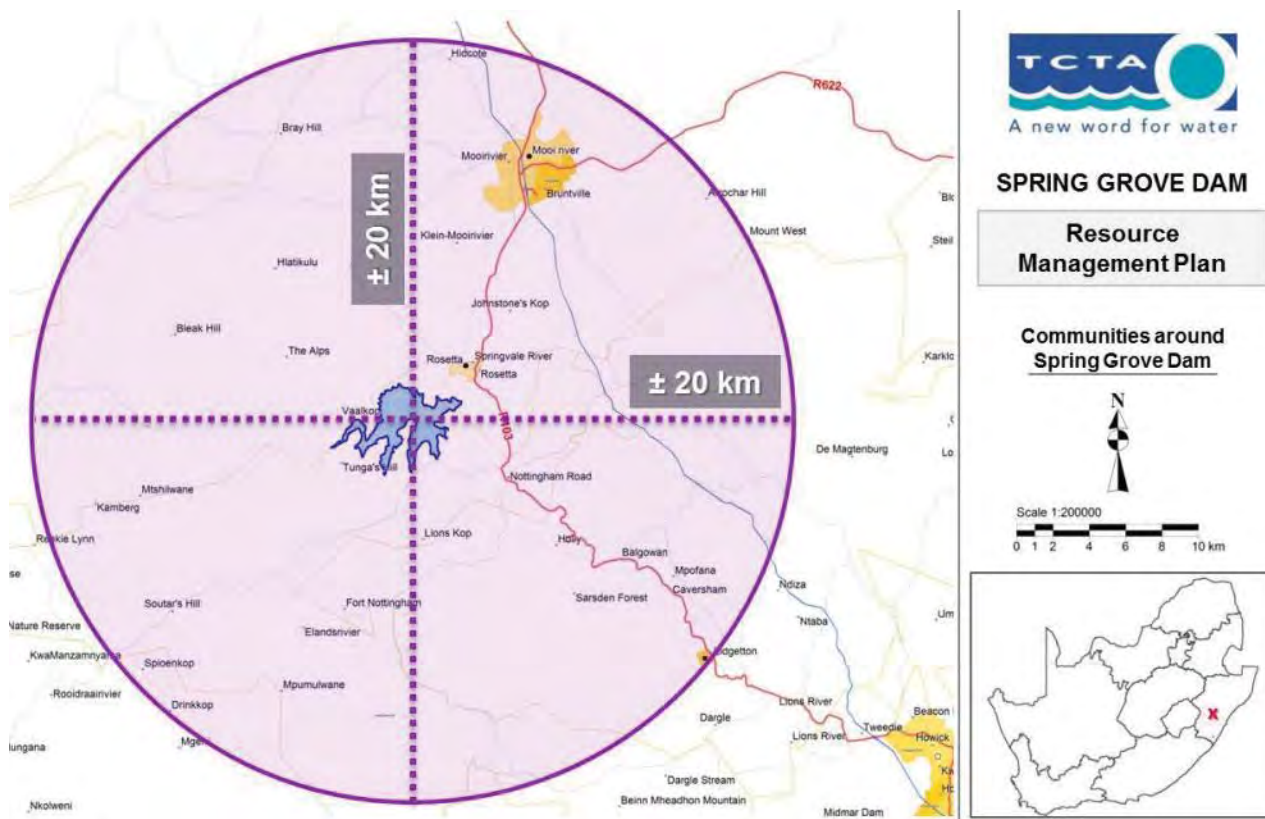 Hidcote
R622
Bray Hill
Mooirivier
Mooi river
Bruntville
± 20 km
Klein-Mooirivier
Mount West
Hlatikulu
Johnstone's Kop
Bleak Hill
The Alps
Rosetta
Springvale River
Rosetta
± 20 km
Vaalkop
R103
De Magtenburg
Tunga's Hill
Nottingham Road
Mtshilwane
Kamberg
Lions Kop
Holly
Balgowan
Mpofana
Caversham
Ndiza
Soutar's Hill
Fort Nottingham
Sarsden Forest
Ntaba
Nature Reserve
Elandsrivier
Spioenkop
Rooidraairivier
Mpumulwane
Drinkkop
Lions River
Dargle
Lions River
Tweedie
Howick
Dargle Stream
Beinn Mheadhon Mountain
Midmar Dam
Nkolweni
TCTA
A new word for water
SPRING GROVE DAM
Resource
Management Plan
Communities around
Spring Grove Dam
N
Scale 1:200000
0 1 2 4 6 8 10 km
X